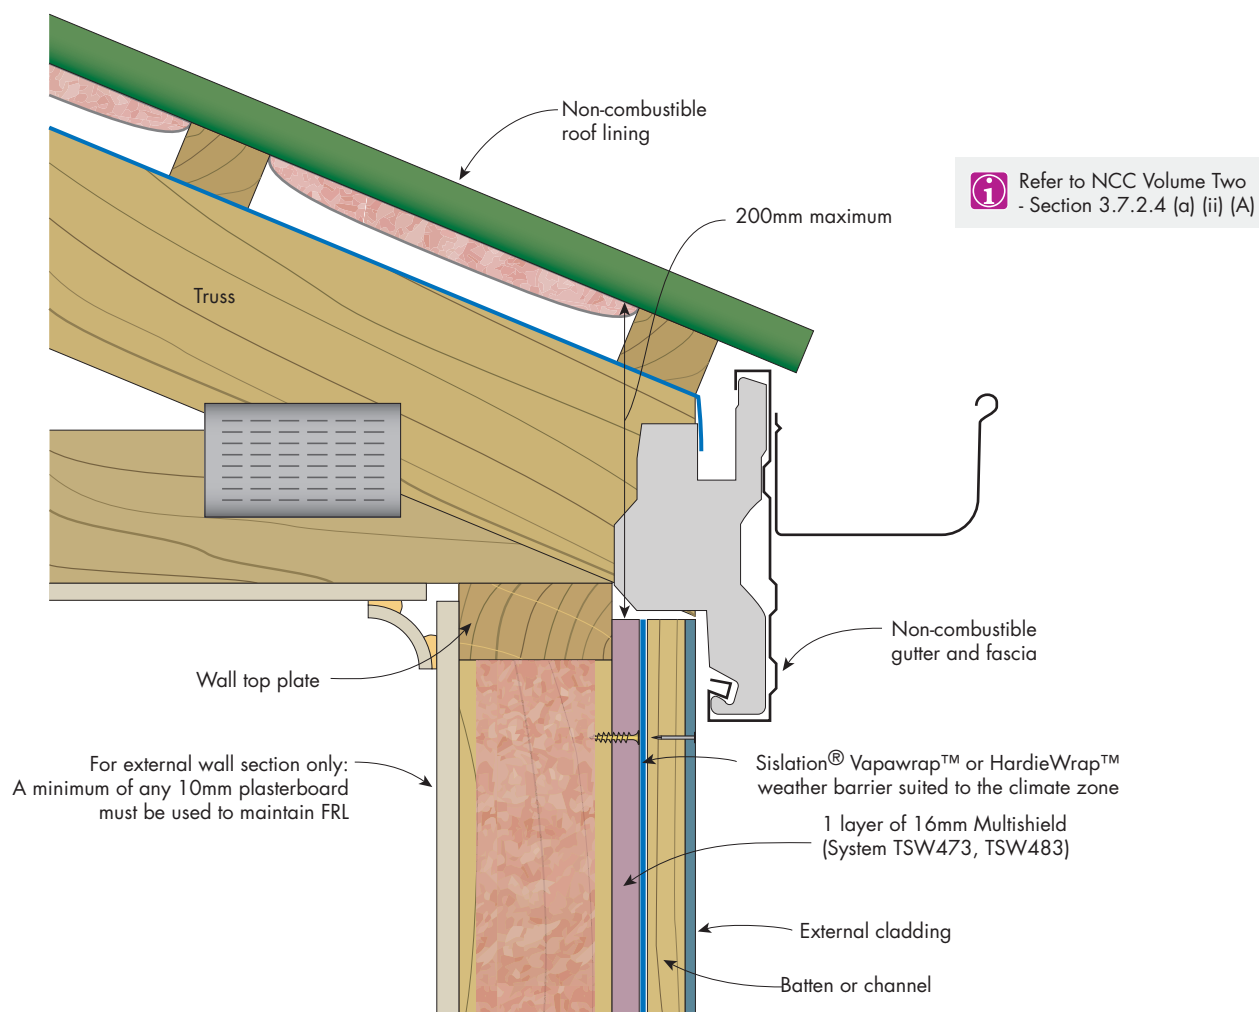 Non-combustible
roof lining
Refer to NCC Volume Two
- Section 3.7.2.4 (a) (ii) (A)
200mm maximum
Truss
Non-combustible
gutter and fascia
Wall top plate
For external wall section only:
A minimum of any 10mm plasterboard
must be used to maintain FRL
Sislation® Vapawrap™ or HardieWrap™
weather barrier suited to the climate zone
1 layer of 16mm Multishield
(System TSW473, TSW483)
External cladding
Batten or channel